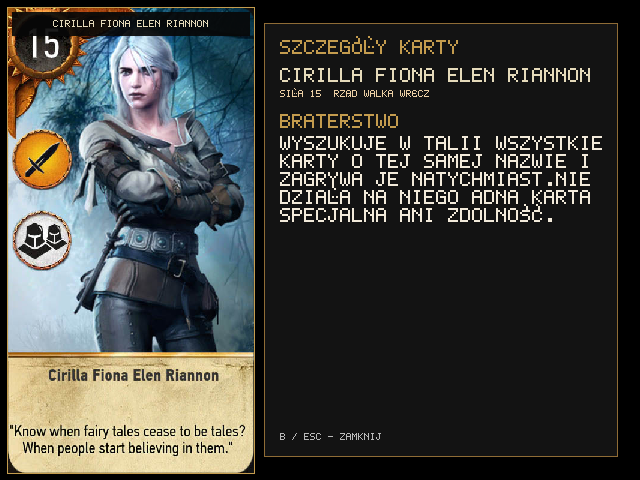 CIRILLA FIONA ELEN RIANNON
15
Cirilla Fiona Elen Riannon
"Know when fairy tales cease to be tales?
When people start believing in them."
SZCZEGÓŁY KARTY
CIRILLA FIONA ELEN RIANNON
SIŁA 15 RZĄD WALKA WRĘCZ
BRATERSTWO
WYSZUKUJE W TALII WSZYSTKIE
KARTY O TEJ SAMEJ NAZWIE I
ZAGRYWA JE NATYCHMIAST.NIE
DZIAŁA NA NIEGO ADNA KARTA
SPECJALNA ANI ZDOLNOŚĆ.
B / ESC - ZAMKNIJ